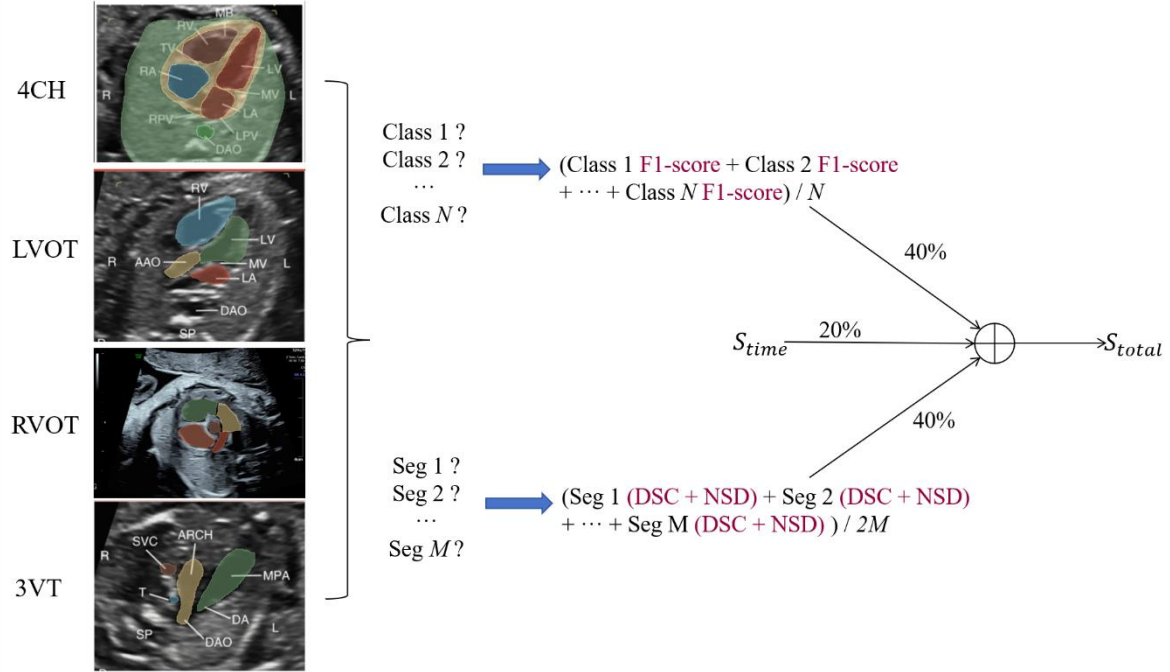 4CH
MB
RV
TV
RA
LV
R
MV
L
LA
RPV
LPV
DAO
LVOT
RV
LV
R
AAO
MV
L
LA
DAO
SP
RVOT
3VT
SVC
ARCH
R
MPA
T
DA
SP
L
DAO
Class 1 ?
Class 2 ?
...
Class N ?
(Class 1 F1-score + Class 2 F1-score
+ ... + Class N F1-score) / N
40%
S_time
20%
S_total
40%
Seg 1 ?
Seg 2 ?
...
Seg M ?
(Seg 1 (DSC + NSD) + Seg 2 (DSC + NSD)
+ ... + Seg M (DSC + NSD) ) / 2M